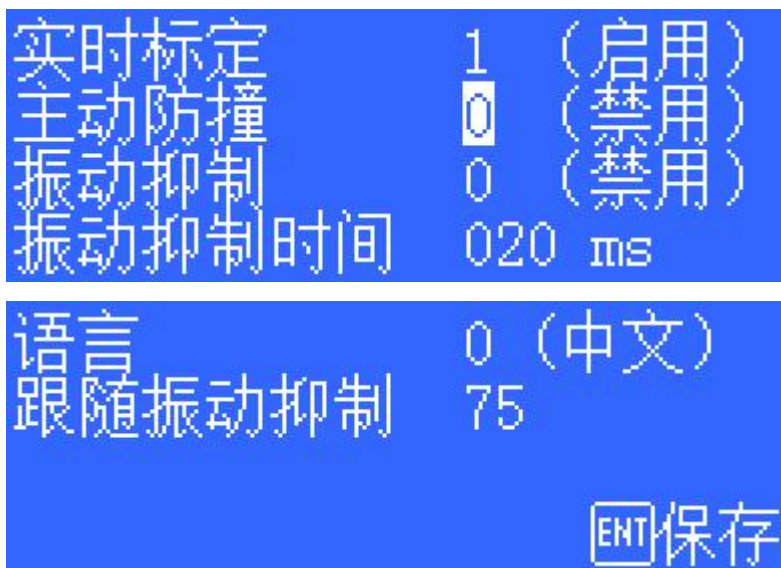 实时标定 1 (启用)
主动防撞 0 (禁用)
振动抑制 0 (禁用)
振动抑制时间 020 ms
语言 0 (中文)
跟随振动抑制 75
ENT保存